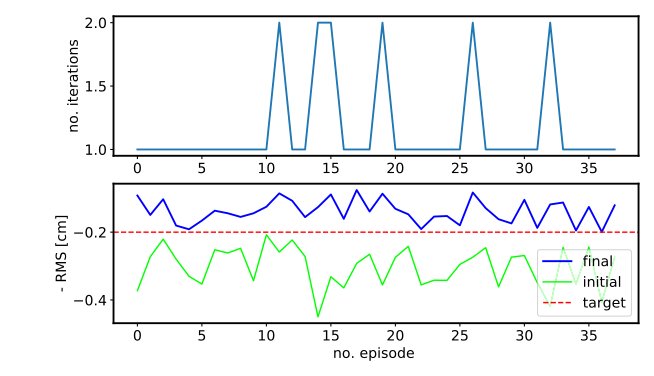 2.0
1.5
1.0
no. iterations
0 5 10 15 20 25 30 35
−0.2
−0.4
- RMS [cm]
final
initial
target
0 5 10 15 20 25 30 35
no. episode